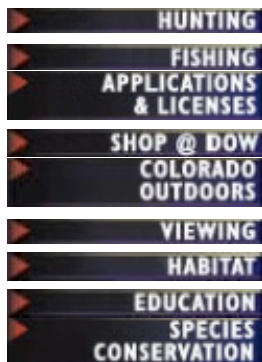 HUNTING
FISHING
APPLICATIONS
& LICENSES
SHOP @ DOW
COLORADO
OUTDOORS
VIEWING
HABITAT
EDUCATION
SPECIES
CONSERVATION